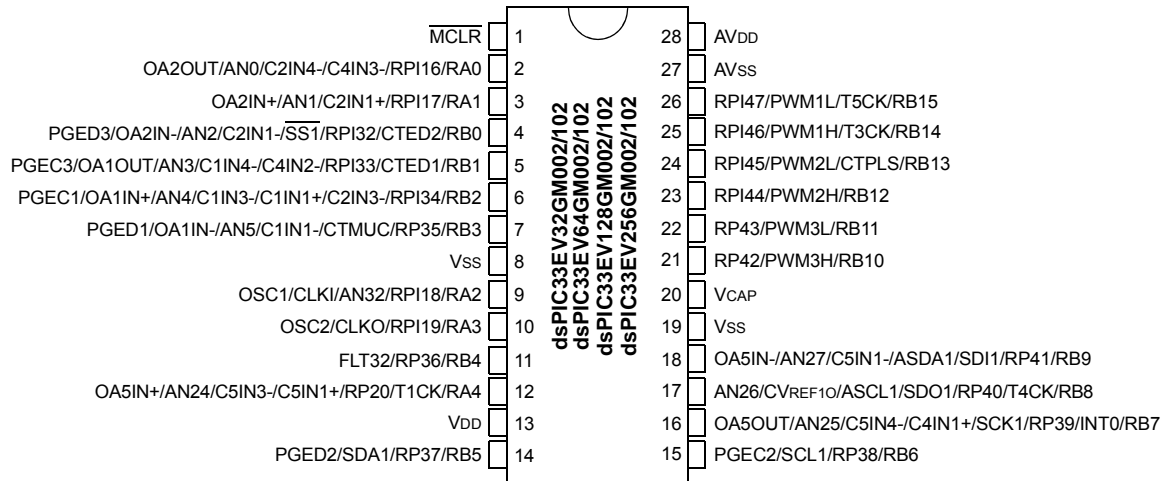 MCLR 1
OA2OUT/AN0/C2IN4-/C4IN3-/RPI16/RA0 2
OA2IN+/AN1/C2IN1+/RPI17/RA1 3
PGED3/OA2IN-/AN2/C2IN1-/SS1/RPI32/CTED2/RB0 4
PGEC3/OA1OUT/AN3/C1IN4-/C4IN2-/RPI33/CTED1/RB1 5
PGEC1/OA1IN+/AN4/C1IN3-/C1IN1+/C2IN3-/RPI34/RB2 6
PGED1/OA1IN-/AN5/C1IN1-/CTMUC/RP35/RB3 7
VSS 8
OSC1/CLKI/AN32/RPI18/RA2 9
OSC2/CLKO/RPI19/RA3 10
FLT32/RP36/RB4 11
OA5IN+/AN24/C5IN3-/C5IN1+/RP20/T1CK/RA4 12
VDD 13
PGED2/SDA1/RP37/RB5 14
dsPIC33EV32GM002/102
dsPIC33EV64GM002/102
dsPIC33EV128GM002/102
dsPIC33EV256GM002/102
28 AVDD
27 AVSS
26 RPI47/PWM1L/T5CK/RB15
25 RPI46/PWM1H/T3CK/RB14
24 RPI45/PWM2L/CTPLS/RB13
23 RPI44/PWM2H/RB12
22 RP43/PWM3L/RB11
21 RP42/PWM3H/RB10
20 VCAP
19 VSS
18 OA5IN-/AN27/C5IN1-/ASDA1/SDI1/RP41/RB9
17 AN26/CVREF1O/ASCL1/SDO1/RP40/T4CK/RB8
16 OA5OUT/AN25/C5IN4-/C4IN1+/SCK1/RP39/INT0/RB7
15 PGEC2/SCL1/RP38/RB6